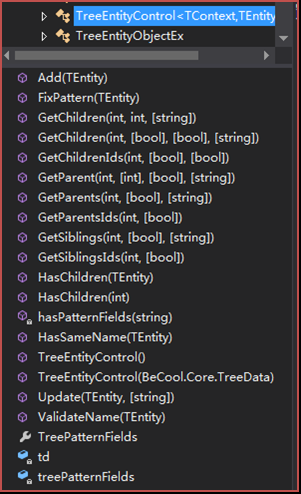 TreeEntityControl<TContext,TEntity
TreeEntityObjectEx
Add(TEntity)
FixPattern(TEntity)
GetChildren(int, int, [string])
GetChildren(int, [bool], [bool], [string])
GetChildrenIds(int, [bool], [bool])
GetParent(int, [int], [bool], [string])
GetParents(int, [bool], [string])
GetParentsIds(int, [bool])
GetSiblings(int, [bool], [string])
GetSiblingsIds(int, [bool])
HasChildren(TEntity)
HasChildren(int)
hasPatternFields(string)
HasSameName(TEntity)
TreeEntityControl()
TreeEntityControl(BeCool.Core.TreeData)
Update(TEntity, [string])
ValidateName(TEntity)
TreePatternFields
td
treePatternFields